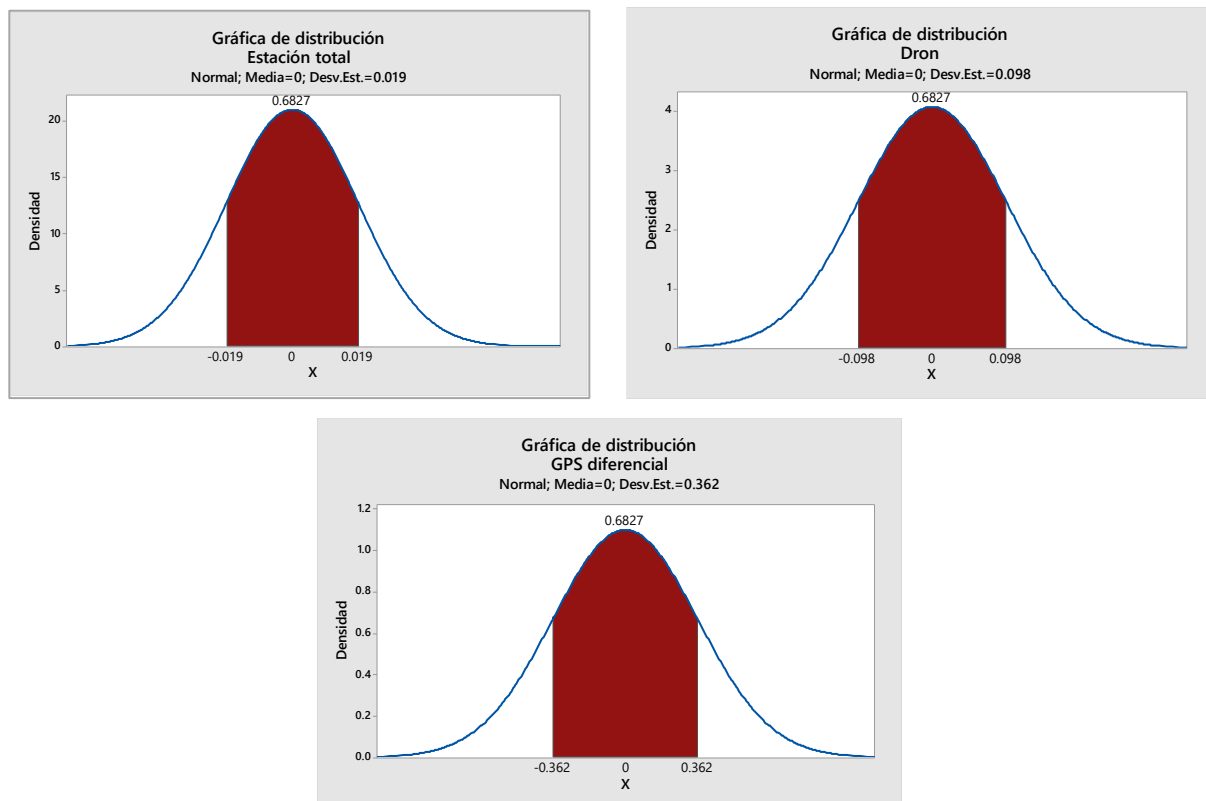 Gráfica de distribución
Estación total
Normal; Media=0; Desv.Est.=0.019
0.6827
20
15
10
5
0
Densidad
-0.019 0 0.019
X
Gráfica de distribución
Dron
Normal; Media=0; Desv.Est.=0.098
0.6827
4
3
2
1
0
Densidad
-0.098 0 0.098
X
Gráfica de distribución
GPS diferencial
Normal; Media=0; Desv.Est.=0.362
0.6827
1.2
1.0
0.8
0.6
0.4
0.2
0.0
Densidad
-0.362 0 0.362
X